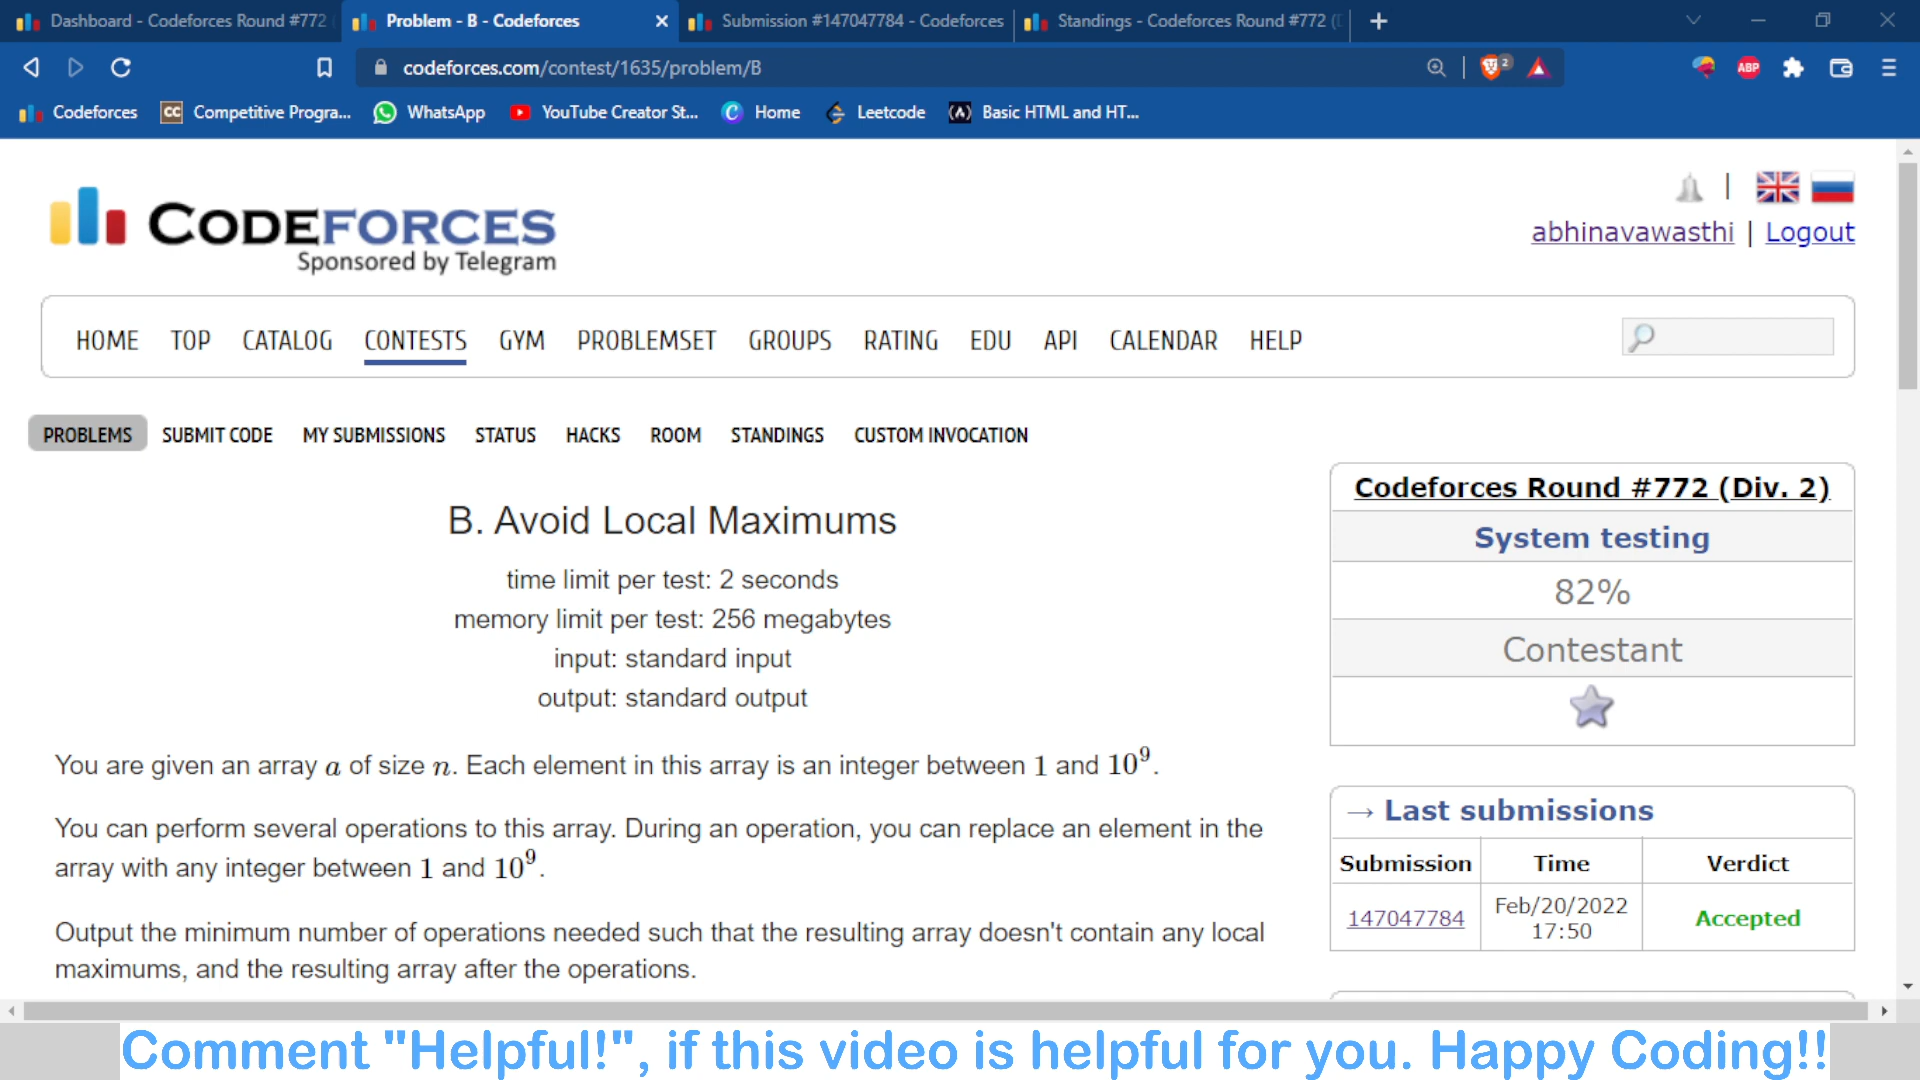 Dashboard - Codeforces Round #772 (
Problem - B - Codeforces
Submission #147047784 - Codeforces
Standings - Codeforces Round #772 (D
codeforces.com/contest/1635/problem/B
2
ABP
Codeforces
CC Competitive Progra...
WhatsApp
YouTube Creator St...
C Home
Leetcode
(A) Basic HTML and HT...
CODEFORCES
Sponsored by Telegram
|
abhinavawasthi | Logout
HOME TOP CATALOG CONTESTS GYM PROBLEMSET GROUPS RATING EDU API CALENDAR HELP
PROBLEMS SUBMIT CODE MY SUBMISSIONS STATUS HACKS ROOM STANDINGS CUSTOM INVOCATION
B. Avoid Local Maximums
time limit per test: 2 seconds
memory limit per test: 256 megabytes
input: standard input
output: standard output
You are given an array a of size n. Each element in this array is an integer between 1 and 10⁹.
You can perform several operations to this array. During an operation, you can replace an element in the
array with any integer between 1 and 10⁹.
Output the minimum number of operations needed such that the resulting array doesn't contain any local
maximums, and the resulting array after the operations.
Codeforces Round #772 (Div. 2)
System testing
82%
Contestant
→ Last submissions
Submission Time Verdict
147047784 Feb/20/2022 17:50 Accepted
Comment "Helpful!", if this video is helpful for you. Happy Coding!!